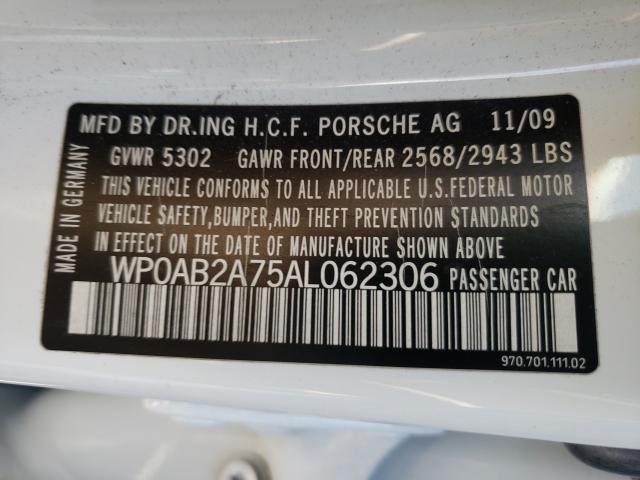 MFD BY DR.ING H.C.F. PORSCHE AG 11/09
GVWR 5302 GAWR FRONT/REAR 2568/2943 LBS
THIS VEHICLE CONFORMS TO ALL APPLICABLE U.S.FEDERAL MOTOR
VEHICLE SAFETY,BUMPER,AND THEFT PREVENTION STANDARDS
IN EFFECT ON THE DATE OF MANUFACTURE SHOWN ABOVE
WP0AB2A75AL062306 PASSENGER CAR
970.701.111.02
MADE IN GERMANY